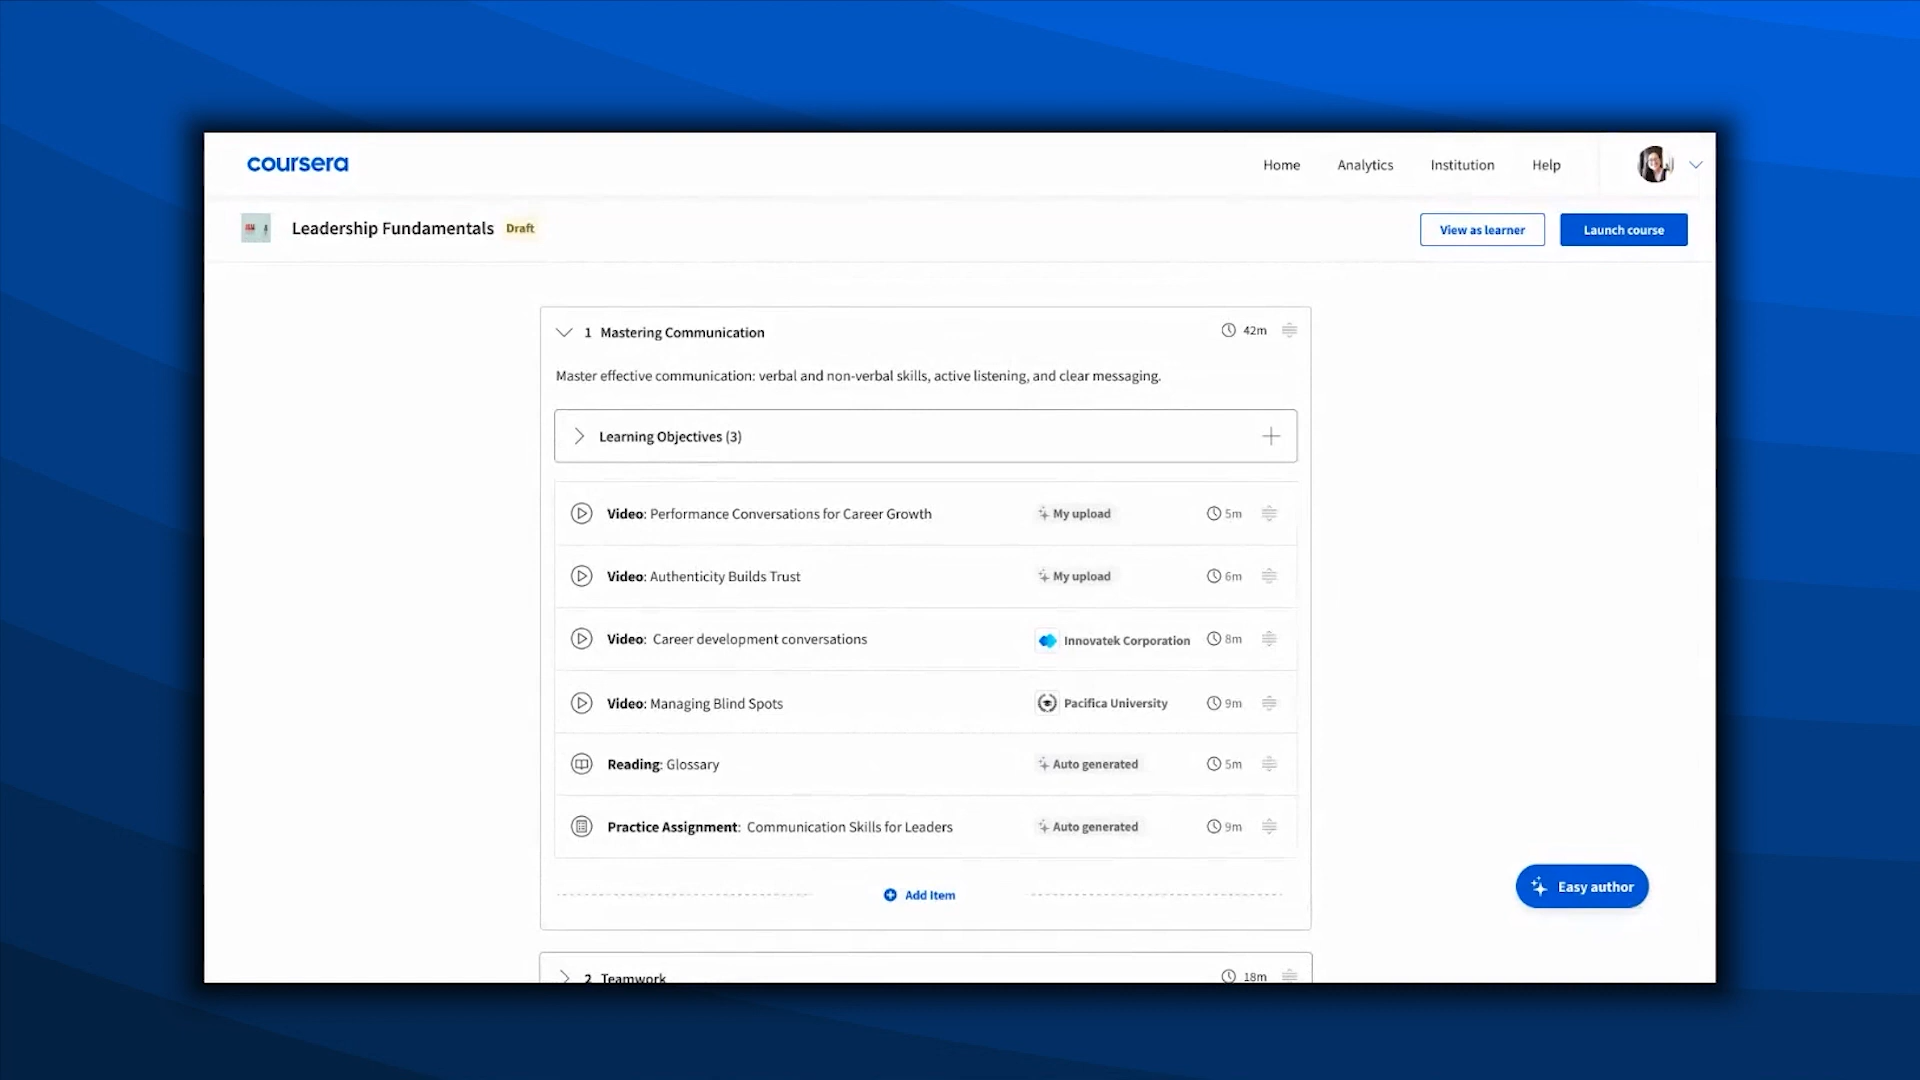 coursera
Home Analytics Institution Help
Leadership Fundamentals Draft
View as learner Launch course
1 Mastering Communication 42m
Master effective communication: verbal and non-verbal skills, active listening, and clear messaging.
Learning Objectives (3)
Video: Performance Conversations for Career Growth My upload 5m
Video: Authenticity Builds Trust My upload 6m
Video: Career development conversations Innovatek Corporation 8m
Video: Managing Blind Spots Pacifica University 9m
Reading: Glossary Auto generated 5m
Practice Assignment: Communication Skills for Leaders Auto generated 9m
Add Item
Easy author
2 Teamwork 18m